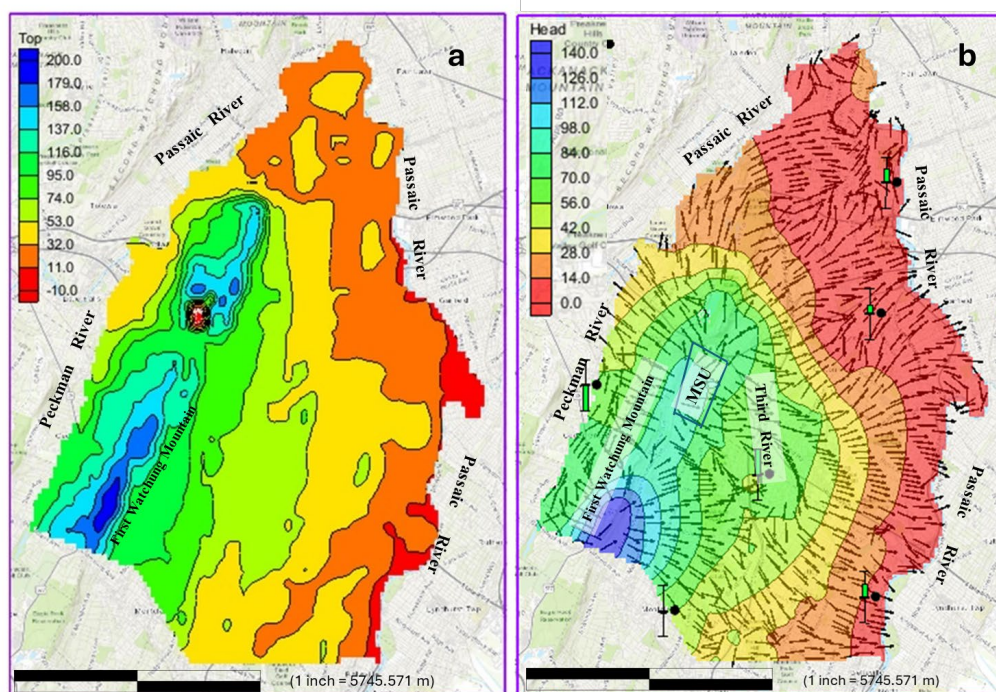 Top
a
200.0
179.0
158.0
137.0
116.0
95.0
74.0
53.0
32.0
11.0
-10.0
Passaic River
Passaic
River
Peckman River
First Watchung Mountain
Passaic
River
(1 inch = 5745.571 m)
Head
b
140.0
126.0
112.0
98.0
84.0
70.0
56.0
42.0
28.0
14.0
0.0
Passaic River
Passaic
River
Peckman River
First Watchung Mountain
MSU
Third River
Passaic
River
(1 inch = 5745.571 m)